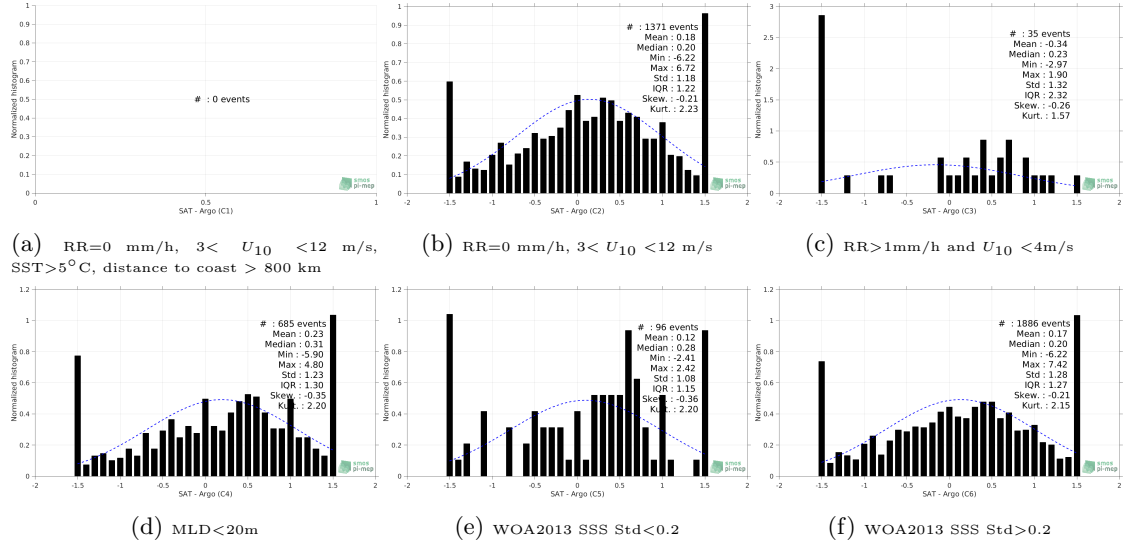 1
0.9
0.8
0.7
0.6
0.5
0.4
0.3
0.2
0.1
0
Normalized histogram
# : 0 events
0 0.5 1
SAT - Argo (C1)
smos
pi-mep
(a) RR=0 mm/h, 3< U10 <12 m/s,
SST>5°C, distance to coast > 800 km
1
0.9
0.8
0.7
0.6
0.5
0.4
0.3
0.2
0.1
0
Normalized histogram
# : 1371 events
Mean : 0.18
Median : 0.20
Min : -6.22
Max : 6.72
Std : 1.18
IQR : 1.22
Skew. : -0.21
Kurt. : 2.23
-2 -1.5 -1 -0.5 0 0.5 1 1.5 2
SAT - Argo (C2)
smos
pi-mep
(b) RR=0 mm/h, 3< U10 <12 m/s
3
2.5
2
1.5
1
0.5
0
Normalized histogram
# : 35 events
Mean : -0.34
Median : 0.23
Min : -2.97
Max : 1.90
Std : 1.32
IQR : 2.32
Skew. : -0.26
Kurt. : 1.57
-2 -1.5 -1 -0.5 0 0.5 1 1.5 2
SAT - Argo (C3)
smos
pi-mep
(c) RR>1mm/h and U10 <4m/s
1.2
1
0.8
0.6
0.4
0.2
0
Normalized histogram
# : 685 events
Mean : 0.23
Median : 0.31
Min : -5.90
Max : 4.80
Std : 1.23
IQR : 1.30
Skew. : -0.35
Kurt. : 2.20
-2 -1.5 -1 -0.5 0 0.5 1 1.5 2
SAT - Argo (C4)
smos
pi-mep
(d) MLD<20m
1.2
1
0.8
0.6
0.4
0.2
0
Normalized histogram
# : 96 events
Mean : 0.12
Median : 0.28
Min : -2.41
Max : 2.42
Std : 1.08
IQR : 1.15
Skew. : -0.36
Kurt. : 2.20
-2 -1.5 -1 -0.5 0 0.5 1 1.5 2
SAT - Argo (C5)
smos
pi-mep
(e) WOA2013 SSS Std<0.2
1.2
1
0.8
0.6
0.4
0.2
0
Normalized histogram
# : 1886 events
Mean : 0.17
Median : 0.20
Min : -6.22
Max : 7.42
Std : 1.28
IQR : 1.27
Skew. : -0.21
Kurt. : 2.15
-2 -1.5 -1 -0.5 0 0.5 1 1.5 2
SAT - Argo (C6)
smos
pi-mep
(f) WOA2013 SSS Std>0.2